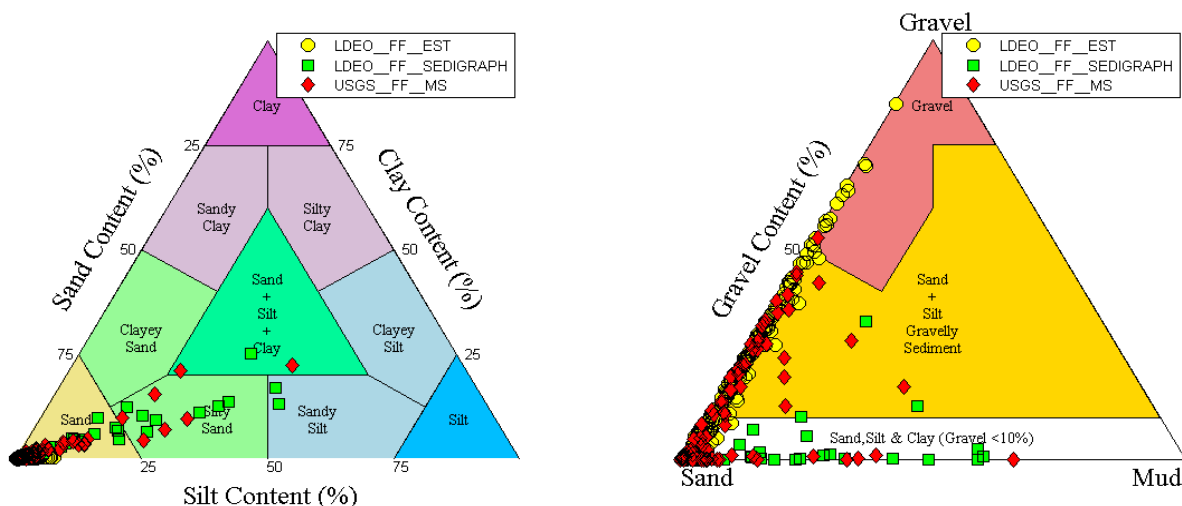 LDEO__FF__EST
LDEO__FF__SEDIGRAPH
USGS__FF__MS
Clay
25
75
Sand Content (%)
Clay Content (%)
Sandy
Clay
Silty
Clay
50
50
Sand
+
Silt
+
Clay
Clayey
Sand
Clayey
Silt
75
25
Sand
Silty
Sand
Sandy
Silt
Silt
25
50
75
Silt Content (%)
Gravel
LDEO__FF__EST
LDEO__FF__SEDIGRAPH
USGS__FF__MS
Gravel
Gravel Content (%)
50
Sand
+
Silt
Gravelly
Sediment
Sand,Silt & Clay (Gravel <10%)
Sand
Mud